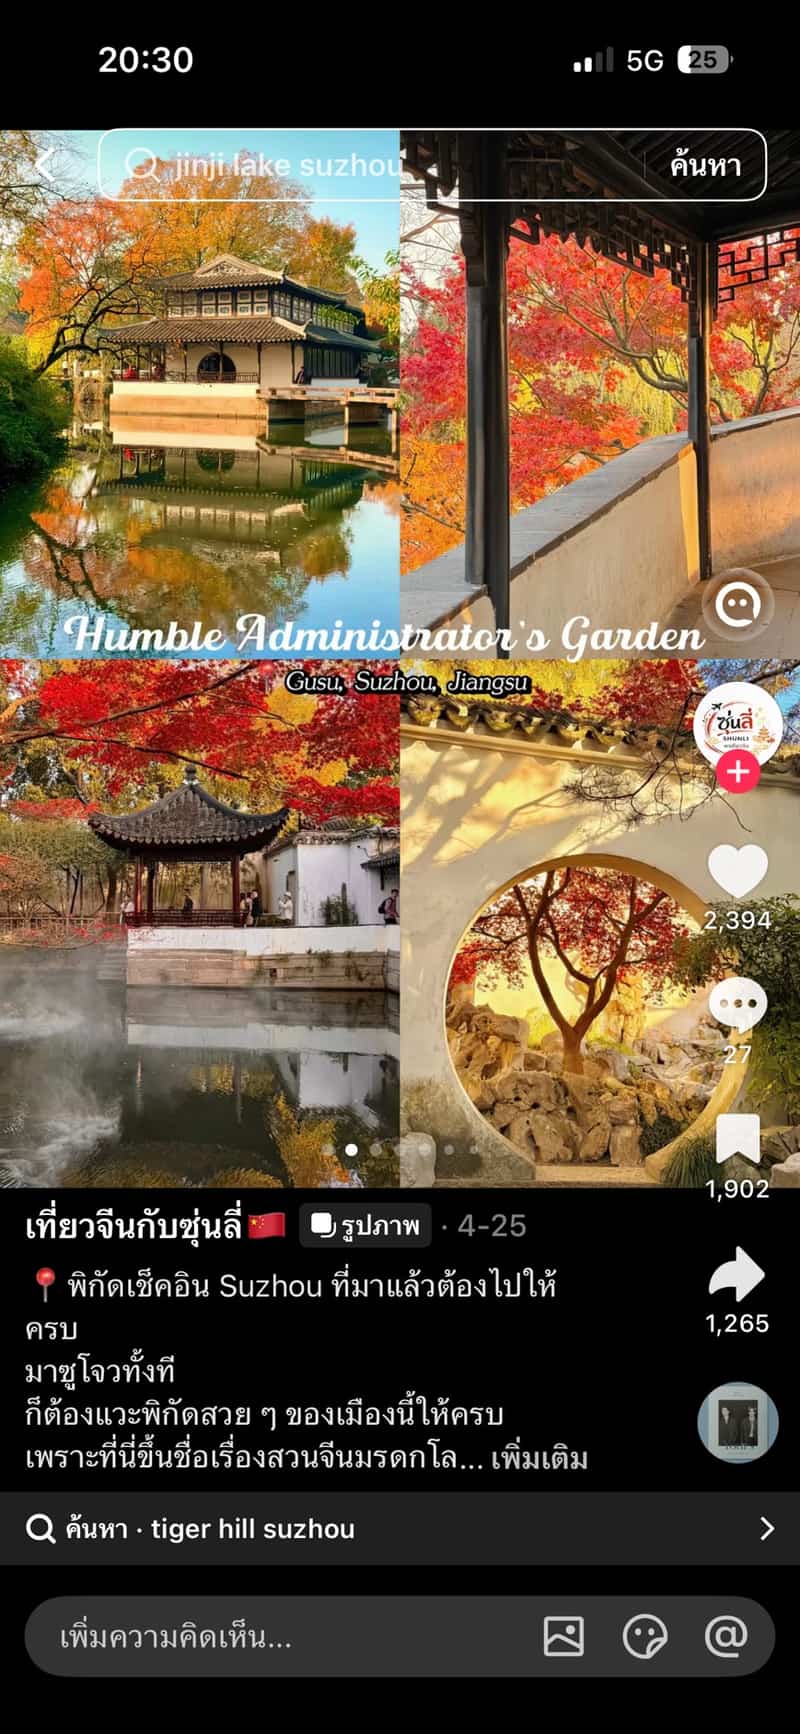 20:30
5G
25
jinji lake suzhou
ค้นหา
Humble Administrator's Garden
Gusu, Suzhou, Jiangsu
ซุ่นลี่
SHUNLI
2,394
27
1,902
เที่ยวจีนกับซุ่นลี่🇨🇳 รูปภาพ · 4-25
📍 พิกัดเช็คอิน Suzhou ที่มาแล้วต้องไปให้
ครบ
1,265
มาซูโจวทั้งที
ก็ต้องแวะพิกัดสวย ๆ ของเมืองนี้ให้ครบ
เพราะที่นี่ขึ้นชื่อเรื่องสวนจีนมรดกโล... เพิ่มเติม
ค้นหา · tiger hill suzhou
เพิ่มความคิดเห็น...